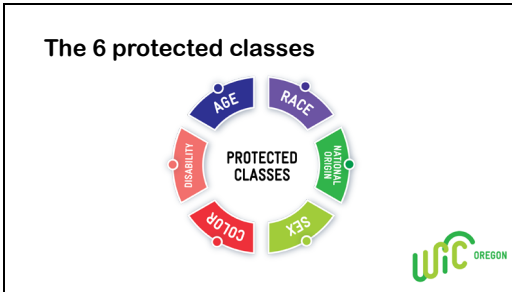 The 6 protected classes
AGE
RACE
DISABILITY
PROTECTED
CLASSES
NATIONAL
ORIGIN
COLOR
SEX
WIC OREGON